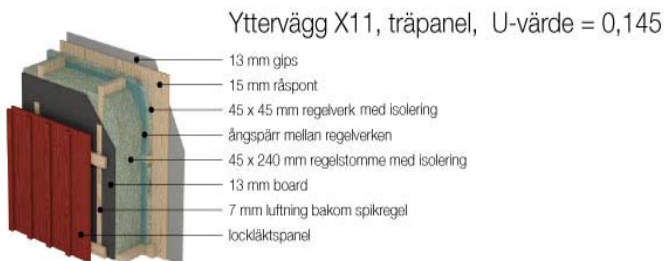 Yttervägg X11, träpanel, U-värde = 0,145
13 mm gips
15 mm råspont
45 x 45 mm regelverk med isolering
ångspärr mellan regelverken
45 x 240 mm regelstomme med isolering
13 mm board
7 mm luftning bakom spikregel
lockläktspanel